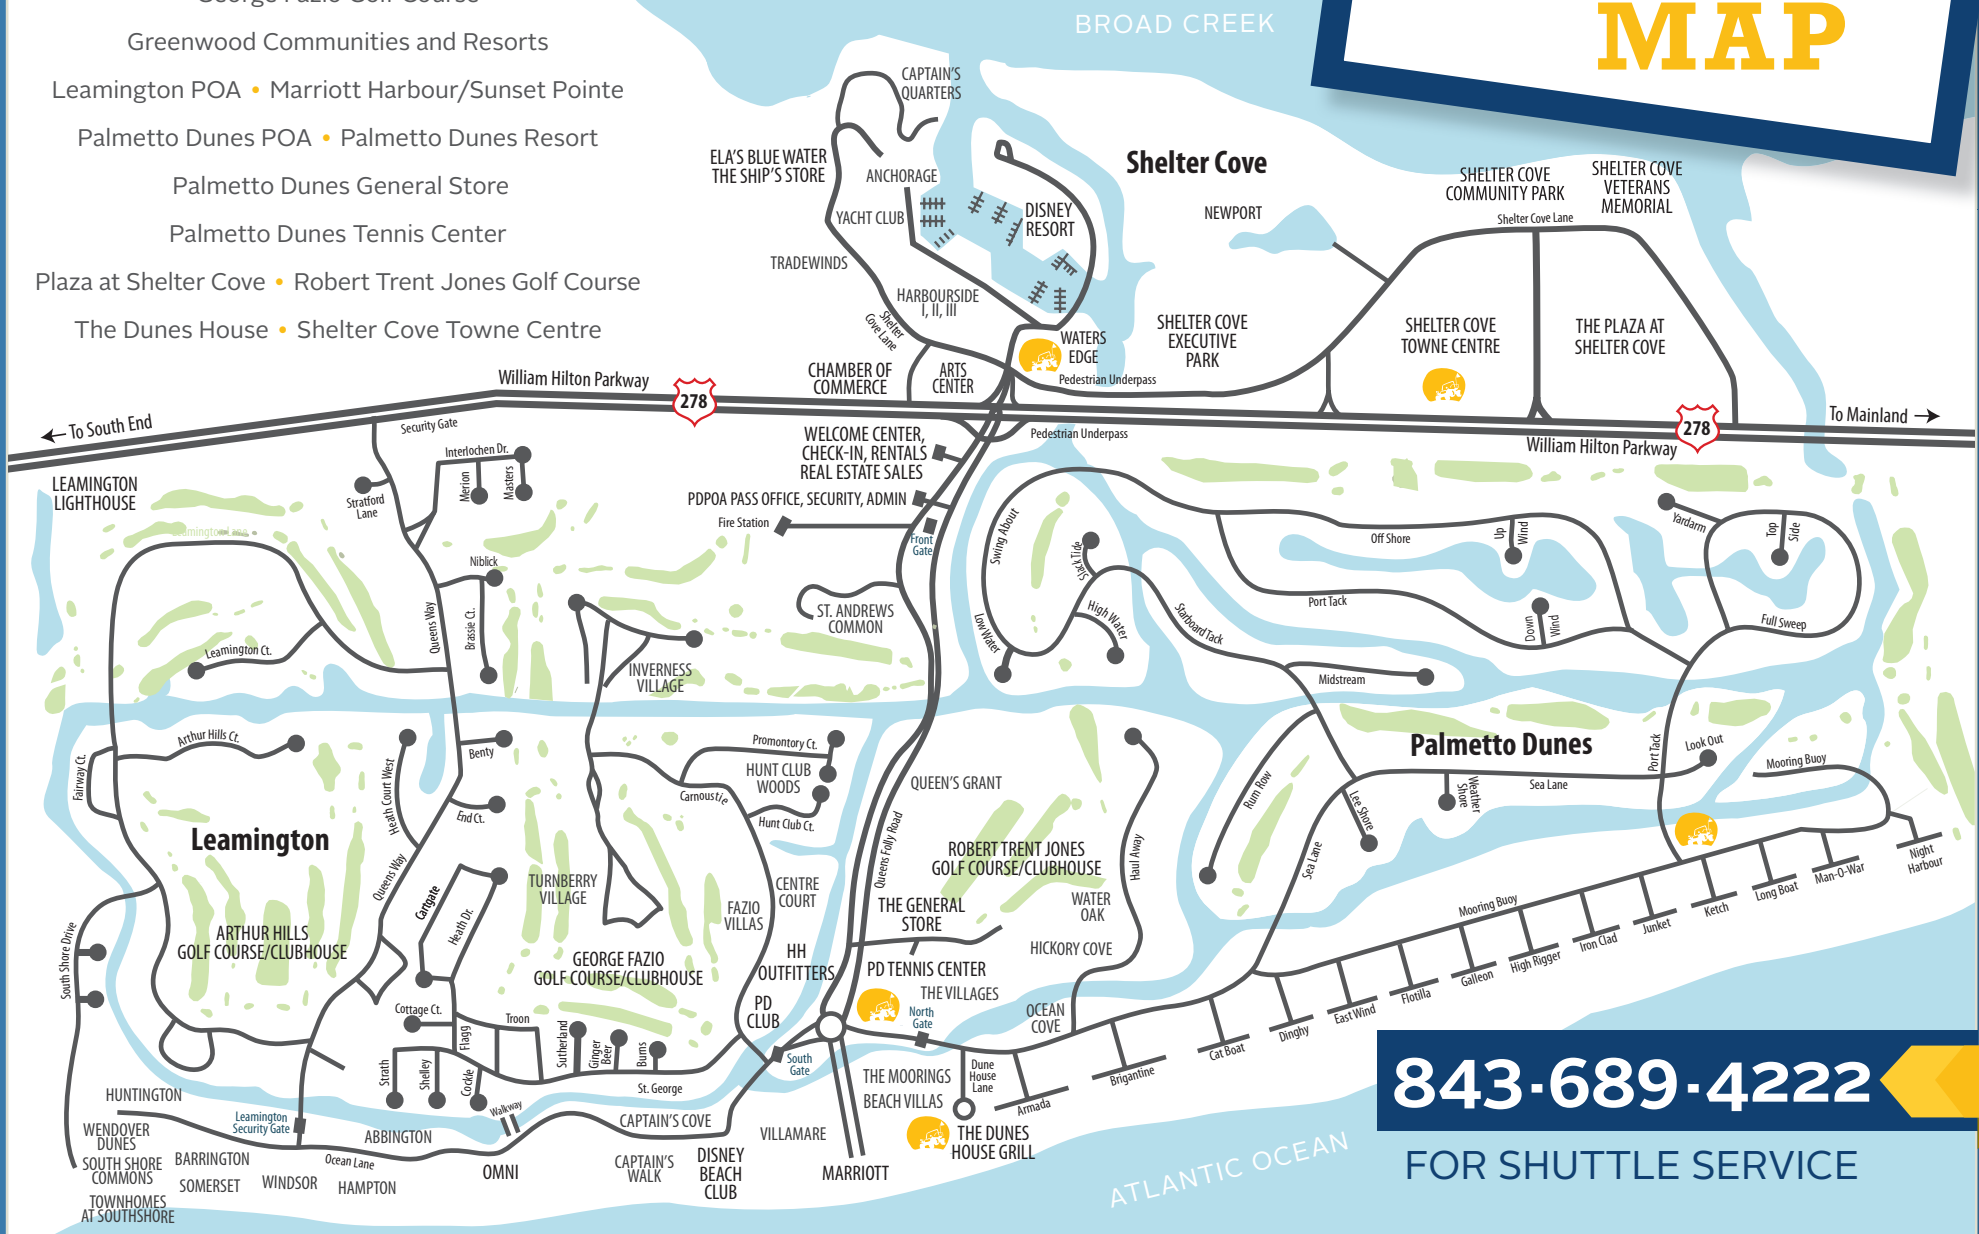 George Fazio Golf Course
Greenwood Communities and Resorts
Leamington POA • Marriott Harbour/Sunset Pointe
Palmetto Dunes POA • Palmetto Dunes Resort
Palmetto Dunes General Store
Palmetto Dunes Tennis Center
Plaza at Shelter Cove • Robert Trent Jones Golf Course
The Dunes House • Shelter Cove Towne Centre
MAP
BROAD CREEK
CAPTAIN'S
QUARTERS
ELA'S BLUE WATER
THE SHIP'S STORE
ANCHORAGE
YACHT CLUB
DISNEY
RESORT
TRADEWINDS
HARBOURSIDE
I, II, III
Shelter
Cove Lane
Shelter Cove
NEWPORT
SHELTER COVE
COMMUNITY PARK
SHELTER COVE
VETERANS
MEMORIAL
Shelter Cove Lane
WATERS
EDGE
SHELTER COVE
EXECUTIVE
PARK
SHELTER COVE
TOWNE CENTRE
THE PLAZA AT
SHELTER COVE
CHAMBER OF
COMMERCE
ARTS
CENTER
Pedestrian Underpass
William Hilton Parkway
278
← To South End
Security Gate
Pedestrian Underpass
William Hilton Parkway
278
To Mainland →
WELCOME CENTER,
CHECK-IN, RENTALS
REAL ESTATE SALES
PDPOA PASS OFFICE, SECURITY, ADMIN
Fire Station
Front
Gate
LEAMINGTON
LIGHTHOUSE
Leamington Lane
Stratford
Lane
Interlochen Dr.
Merion
Masters
Niblick
Queens Way
Brassie Ct.
Leamington Ct.
INVERNESS
VILLAGE
ST. ANDREWS
COMMON
Swing About
Slack Tide
Low Water
High Water
Starboard Tack
Off Shore
Up
Wind
Port Tack
Down
Wind
Yardarm
Top
Side
Full Sweep
Midstream
Arthur Hills Ct.
Fairway Ct.
Heath Court West
Benty
End Ct.
Queens Way
Leamington
Promontory Ct.
HUNT CLUB
WOODS
Carnoustie
Hunt Club Ct.
QUEEN'S GRANT
Queens Folly Road
Palmetto Dunes
Port Tack
Look Out
Mooring Buoy
Rum Row
Lee Shore
Weather
Shore
Sea Lane
Sea Lane
Haul Away
ROBERT TRENT JONES
GOLF COURSE/CLUBHOUSE
WATER
OAK
HICKORY COVE
THE GENERAL
STORE
Cartgate
Heath Dr.
TURNBERRY
VILLAGE
FAZIO
VILLAS
CENTRE
COURT
HH
OUTFITTERS
PD
CLUB
PD TENNIS CENTER
THE VILLAGES
North
Gate
OCEAN
COVE
South Shore Drive
ARTHUR HILLS
GOLF COURSE/CLUBHOUSE
GEORGE FAZIO
GOLF COURSE/CLUBHOUSE
Cottage Ct.
Flagg
Troon
Strath
Shelley
Cockle
Sutherland
Ginger
Beer
Burns
St. George
South
Gate
Walkway
Mooring Buoy
Night
Harbour
Man-O-War
Long Boat
Ketch
Junket
Iron Clad
High Rigger
Galleon
Flotilla
East Wind
Dinghy
Cat Boat
Brigantine
Armada
Dune
House
Lane
THE MOORINGS
BEACH VILLAS
THE DUNES
HOUSE GRILL
HUNTINGTON
Leamington
Security Gate
WENDOVER
DUNES
SOUTH SHORE
COMMONS
TOWNHOMES
AT SOUTHSHORE
BARRINGTON
SOMERSET
WINDSOR
ABBINGTON
Ocean Lane
HAMPTON
OMNI
CAPTAIN'S COVE
CAPTAIN'S
WALK
DISNEY
BEACH
CLUB
VILLAMARE
MARRIOTT
ATLANTIC OCEAN
843·689·4222
FOR SHUTTLE SERVICE